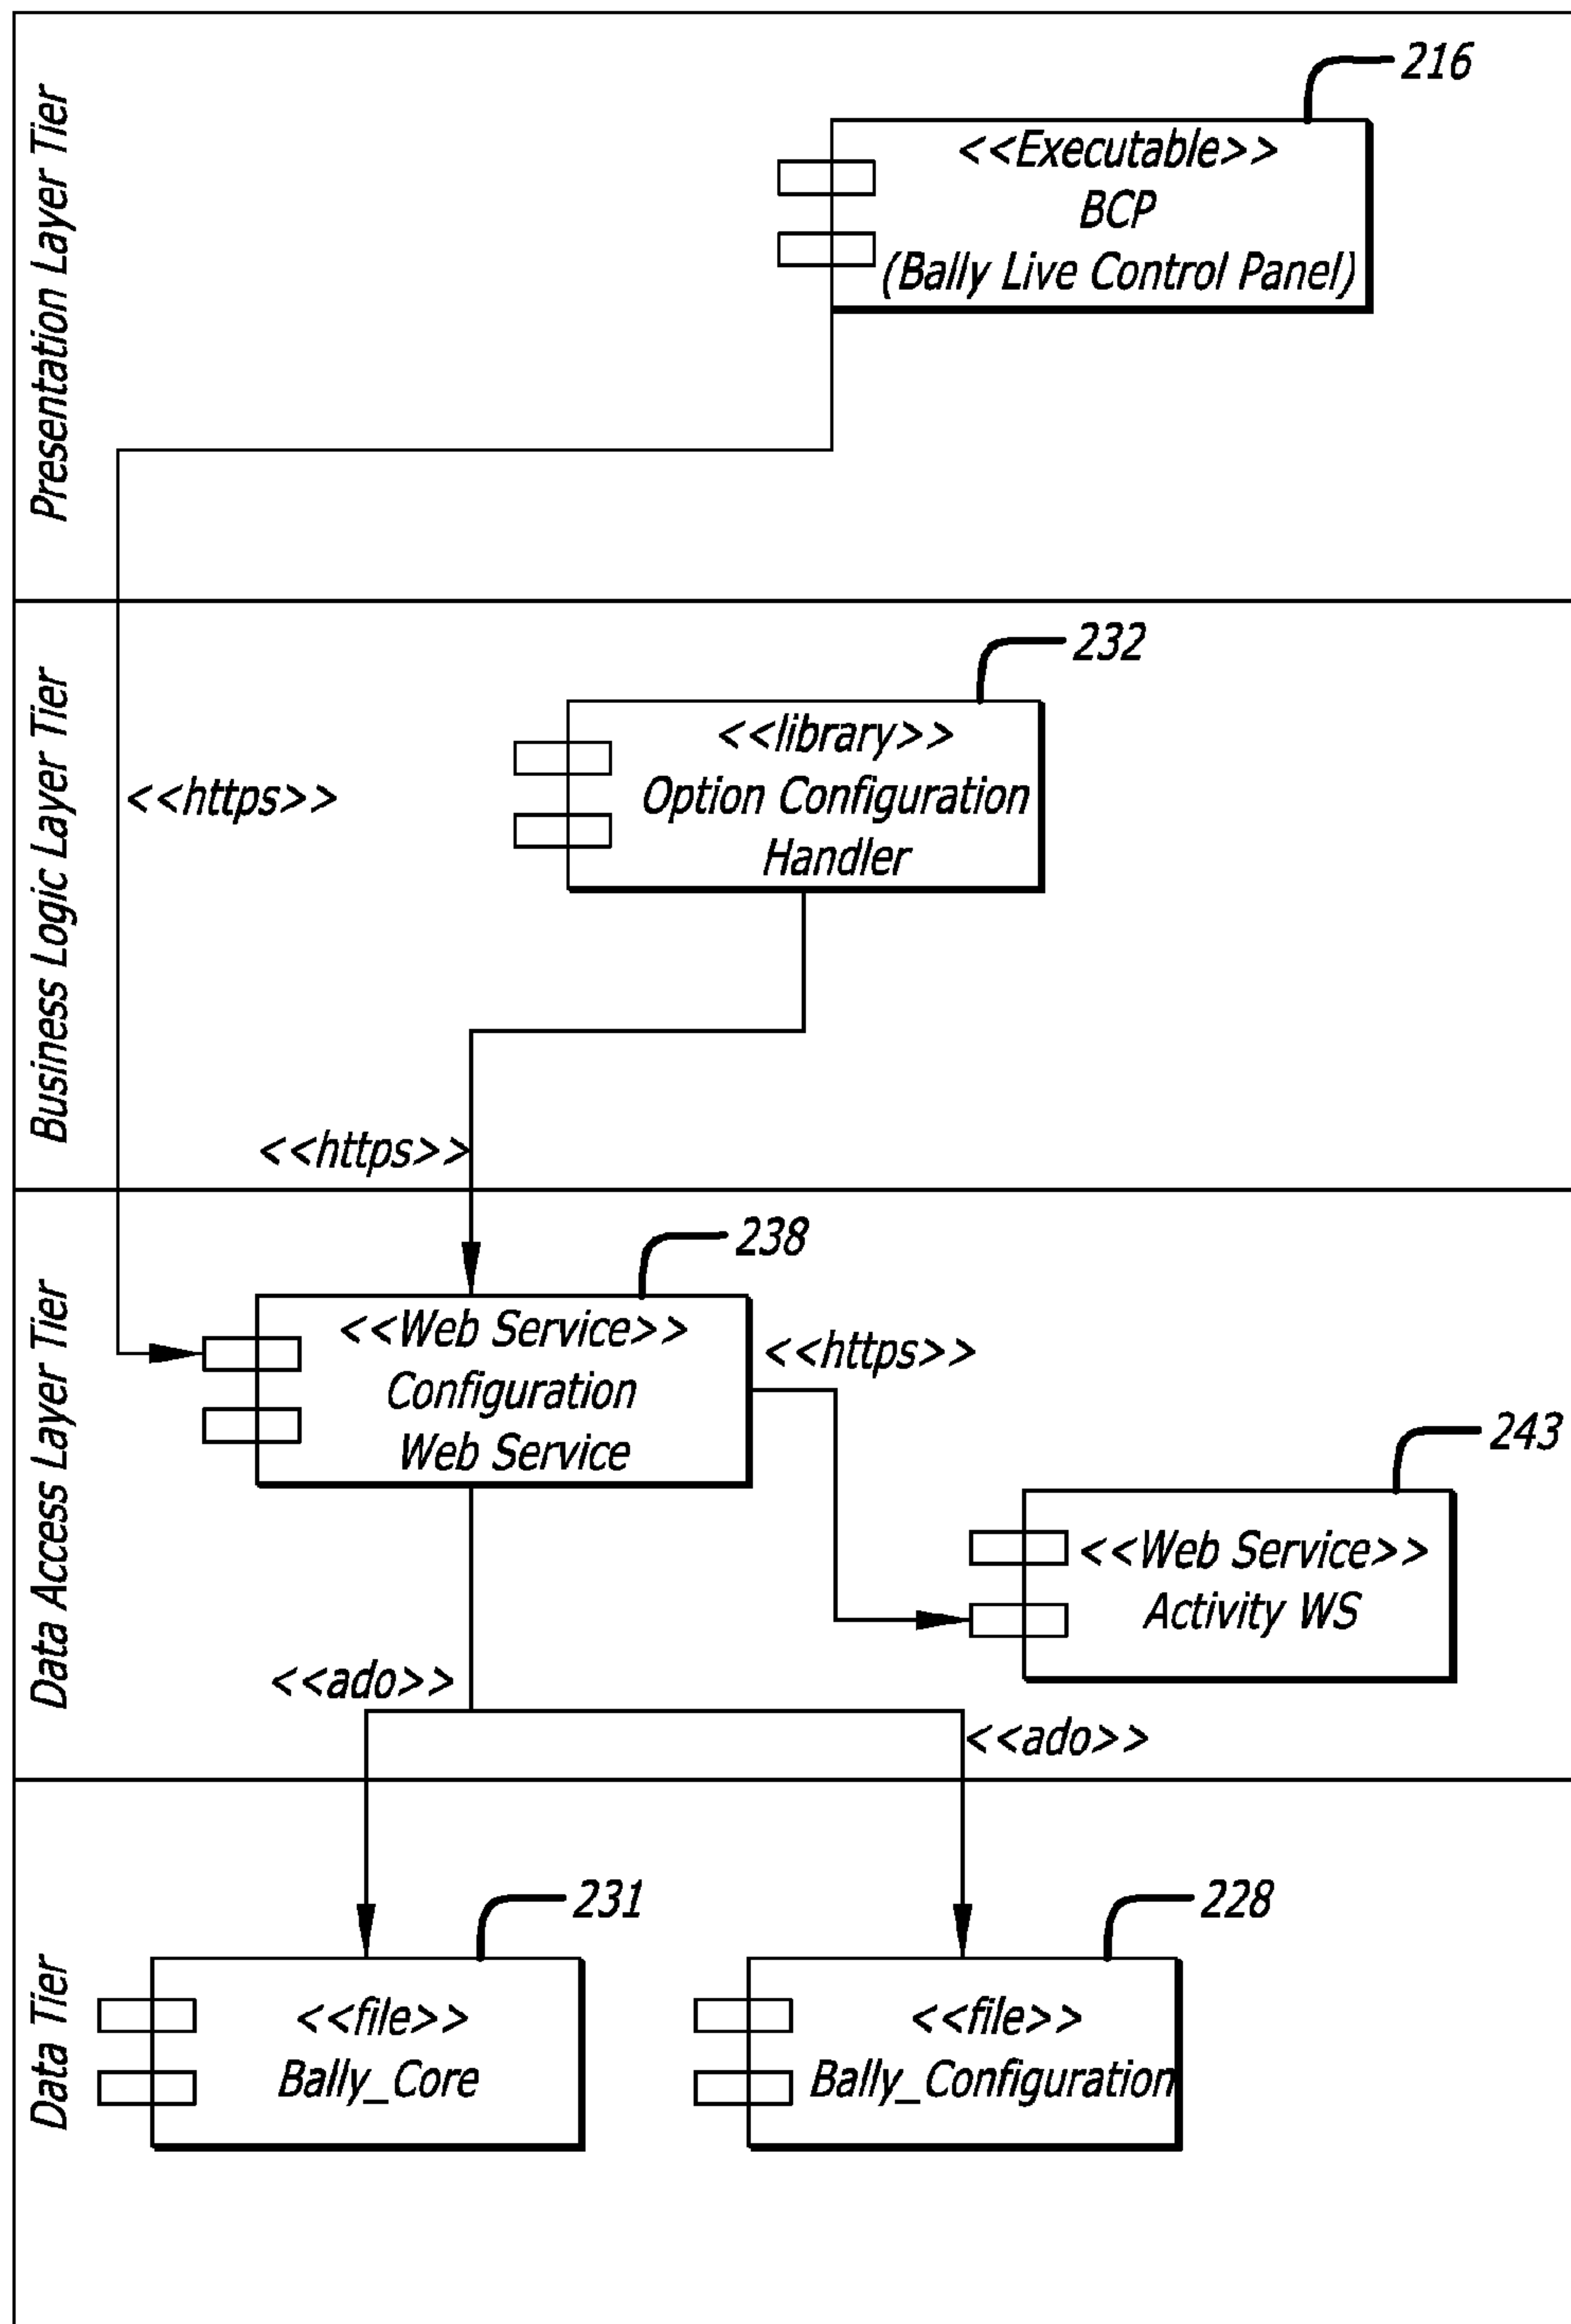 Presentation Layer Tier
216
<<Executable>>
BCP
(Bally Live Control Panel)
Business Logic Layer Tier
232
<<library>>
Option Configuration
Handler
<<https>>
<<https>>
Data Access Layer Tier
238
<<Web Service>>
Configuration
Web Service
<<https>>
243
<<Web Service>>
Activity WS
<<ado>>
<<ado>>
Data Tier
231
<<file>>
Bally_Core
228
<<file>>
Bally_Configuration